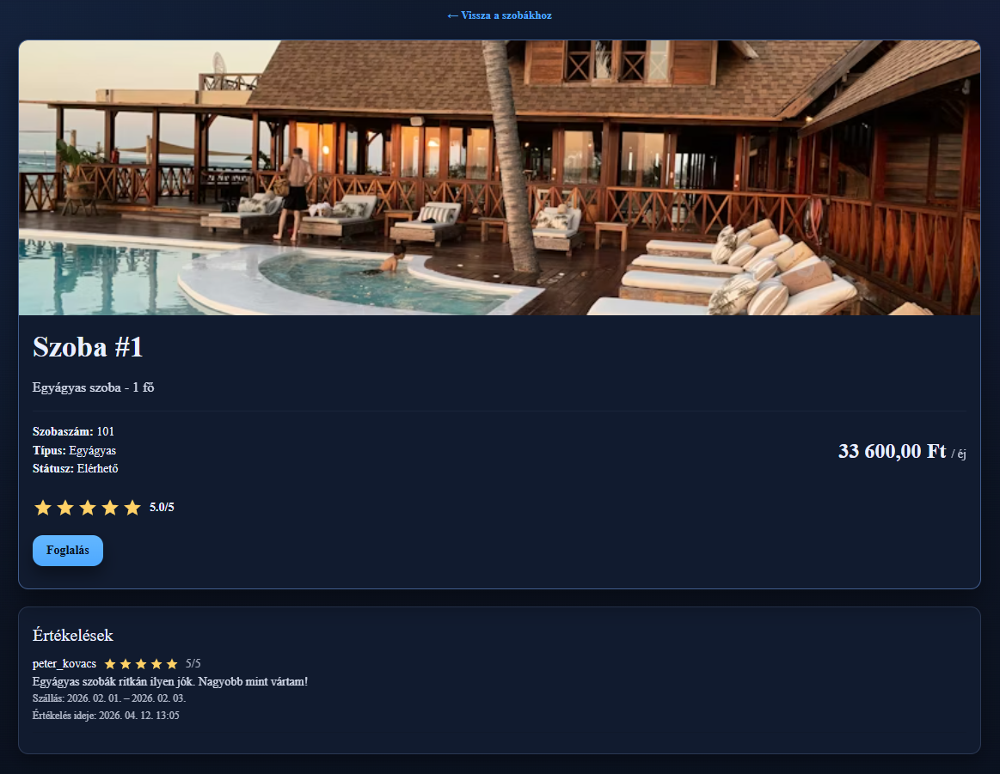 ← Vissza a szobákhoz
Szoba #1
Egyágyas szoba - 1 fő
Szobaszám: 101
Típus: Egyágyas
Státusz: Elérhető
33 600,00 Ft / éj
5.0/5
Foglalás
Értékelések
peter_kovacs 5/5
Egyágyas szobák ritkán ilyen jók. Nagyobb mint vártam!
Szállás: 2026. 02. 01. – 2026. 02. 03.
Értékelés ideje: 2026. 04. 12. 13:05